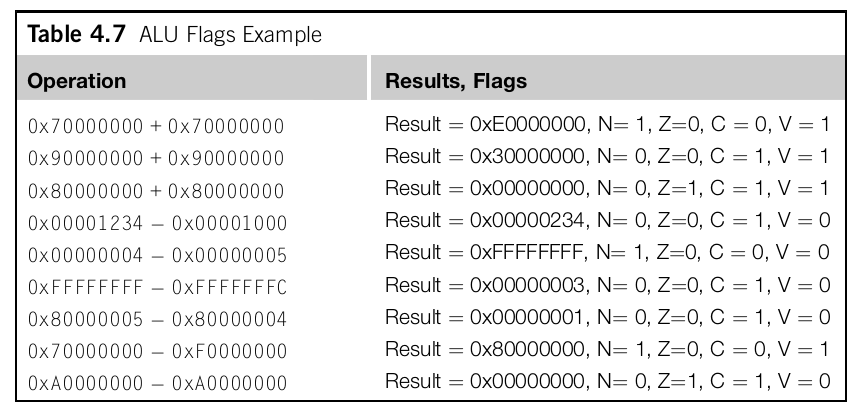 Table 4.7 ALU Flags Example
Operation Results, Flags
0x70000000 + 0x70000000 Result = 0xE0000000, N= 1, Z=0, C = 0, V = 1
0x90000000 + 0x90000000 Result = 0x30000000, N= 0, Z=0, C = 1, V = 1
0x80000000 + 0x80000000 Result = 0x00000000, N= 0, Z=1, C = 1, V = 1
0x00001234 − 0x00001000 Result = 0x00000234, N= 0, Z=0, C = 1, V = 0
0x00000004 − 0x00000005 Result = 0xFFFFFFFF, N= 1, Z=0, C = 0, V = 0
0xFFFFFFFF − 0xFFFFFFFC Result = 0x00000003, N= 0, Z=0, C = 1, V = 0
0x80000005 − 0x80000004 Result = 0x00000001, N= 0, Z=0, C = 1, V = 0
0x70000000 − 0xF0000000 Result = 0x80000000, N= 1, Z=0, C = 0, V = 1
0xA0000000 − 0xA0000000 Result = 0x00000000, N= 0, Z=1, C = 1, V = 0